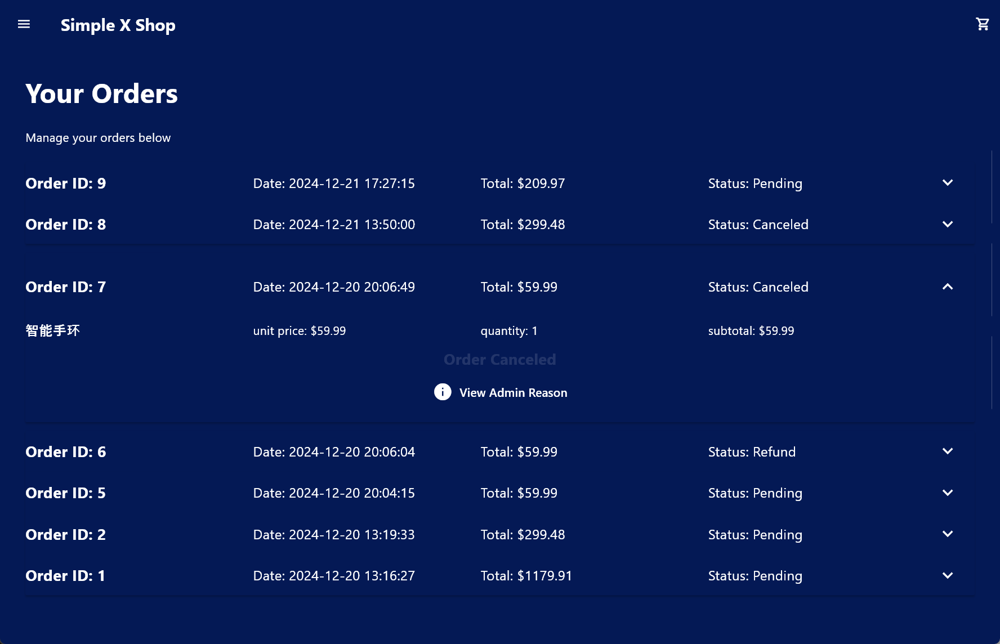 Simple X Shop
Your Orders
Manage your orders below
Order ID: 9 Date: 2024-12-21 17:27:15 Total: $209.97 Status: Pending
Order ID: 8 Date: 2024-12-21 13:50:00 Total: $299.48 Status: Canceled
Order ID: 7 Date: 2024-12-20 20:06:49 Total: $59.99 Status: Canceled
智能手环 unit price: $59.99 quantity: 1 subtotal: $59.99
Order Canceled
View Admin Reason
Order ID: 6 Date: 2024-12-20 20:06:04 Total: $59.99 Status: Refund
Order ID: 5 Date: 2024-12-20 20:04:15 Total: $59.99 Status: Pending
Order ID: 2 Date: 2024-12-20 13:19:33 Total: $299.48 Status: Pending
Order ID: 1 Date: 2024-12-20 13:16:27 Total: $1179.91 Status: Pending